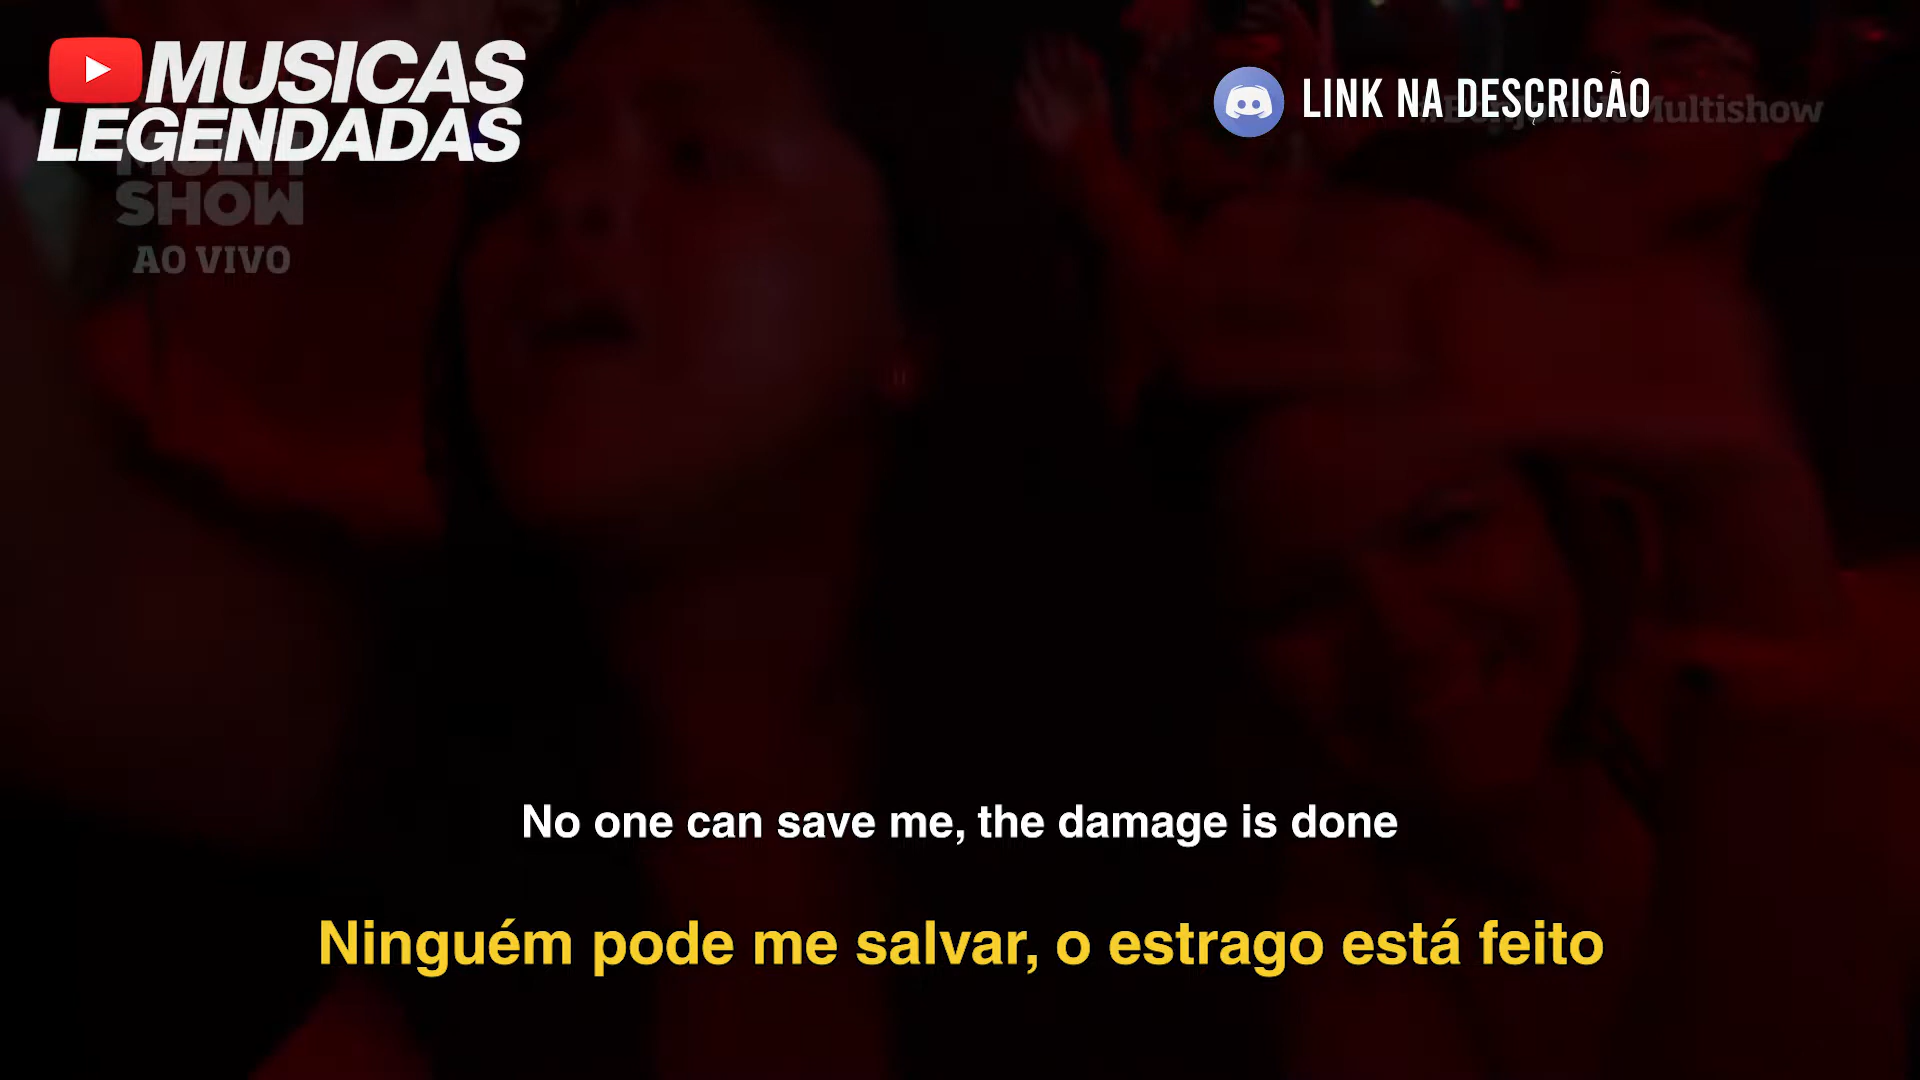 MUSICAS
LEGENDADAS
MULTI
SHOW
AO VIVO
LINK NA DESCRIÇÃO
Multishow
No one can save me, the damage is done
Ninguém pode me salvar, o estrago está feito